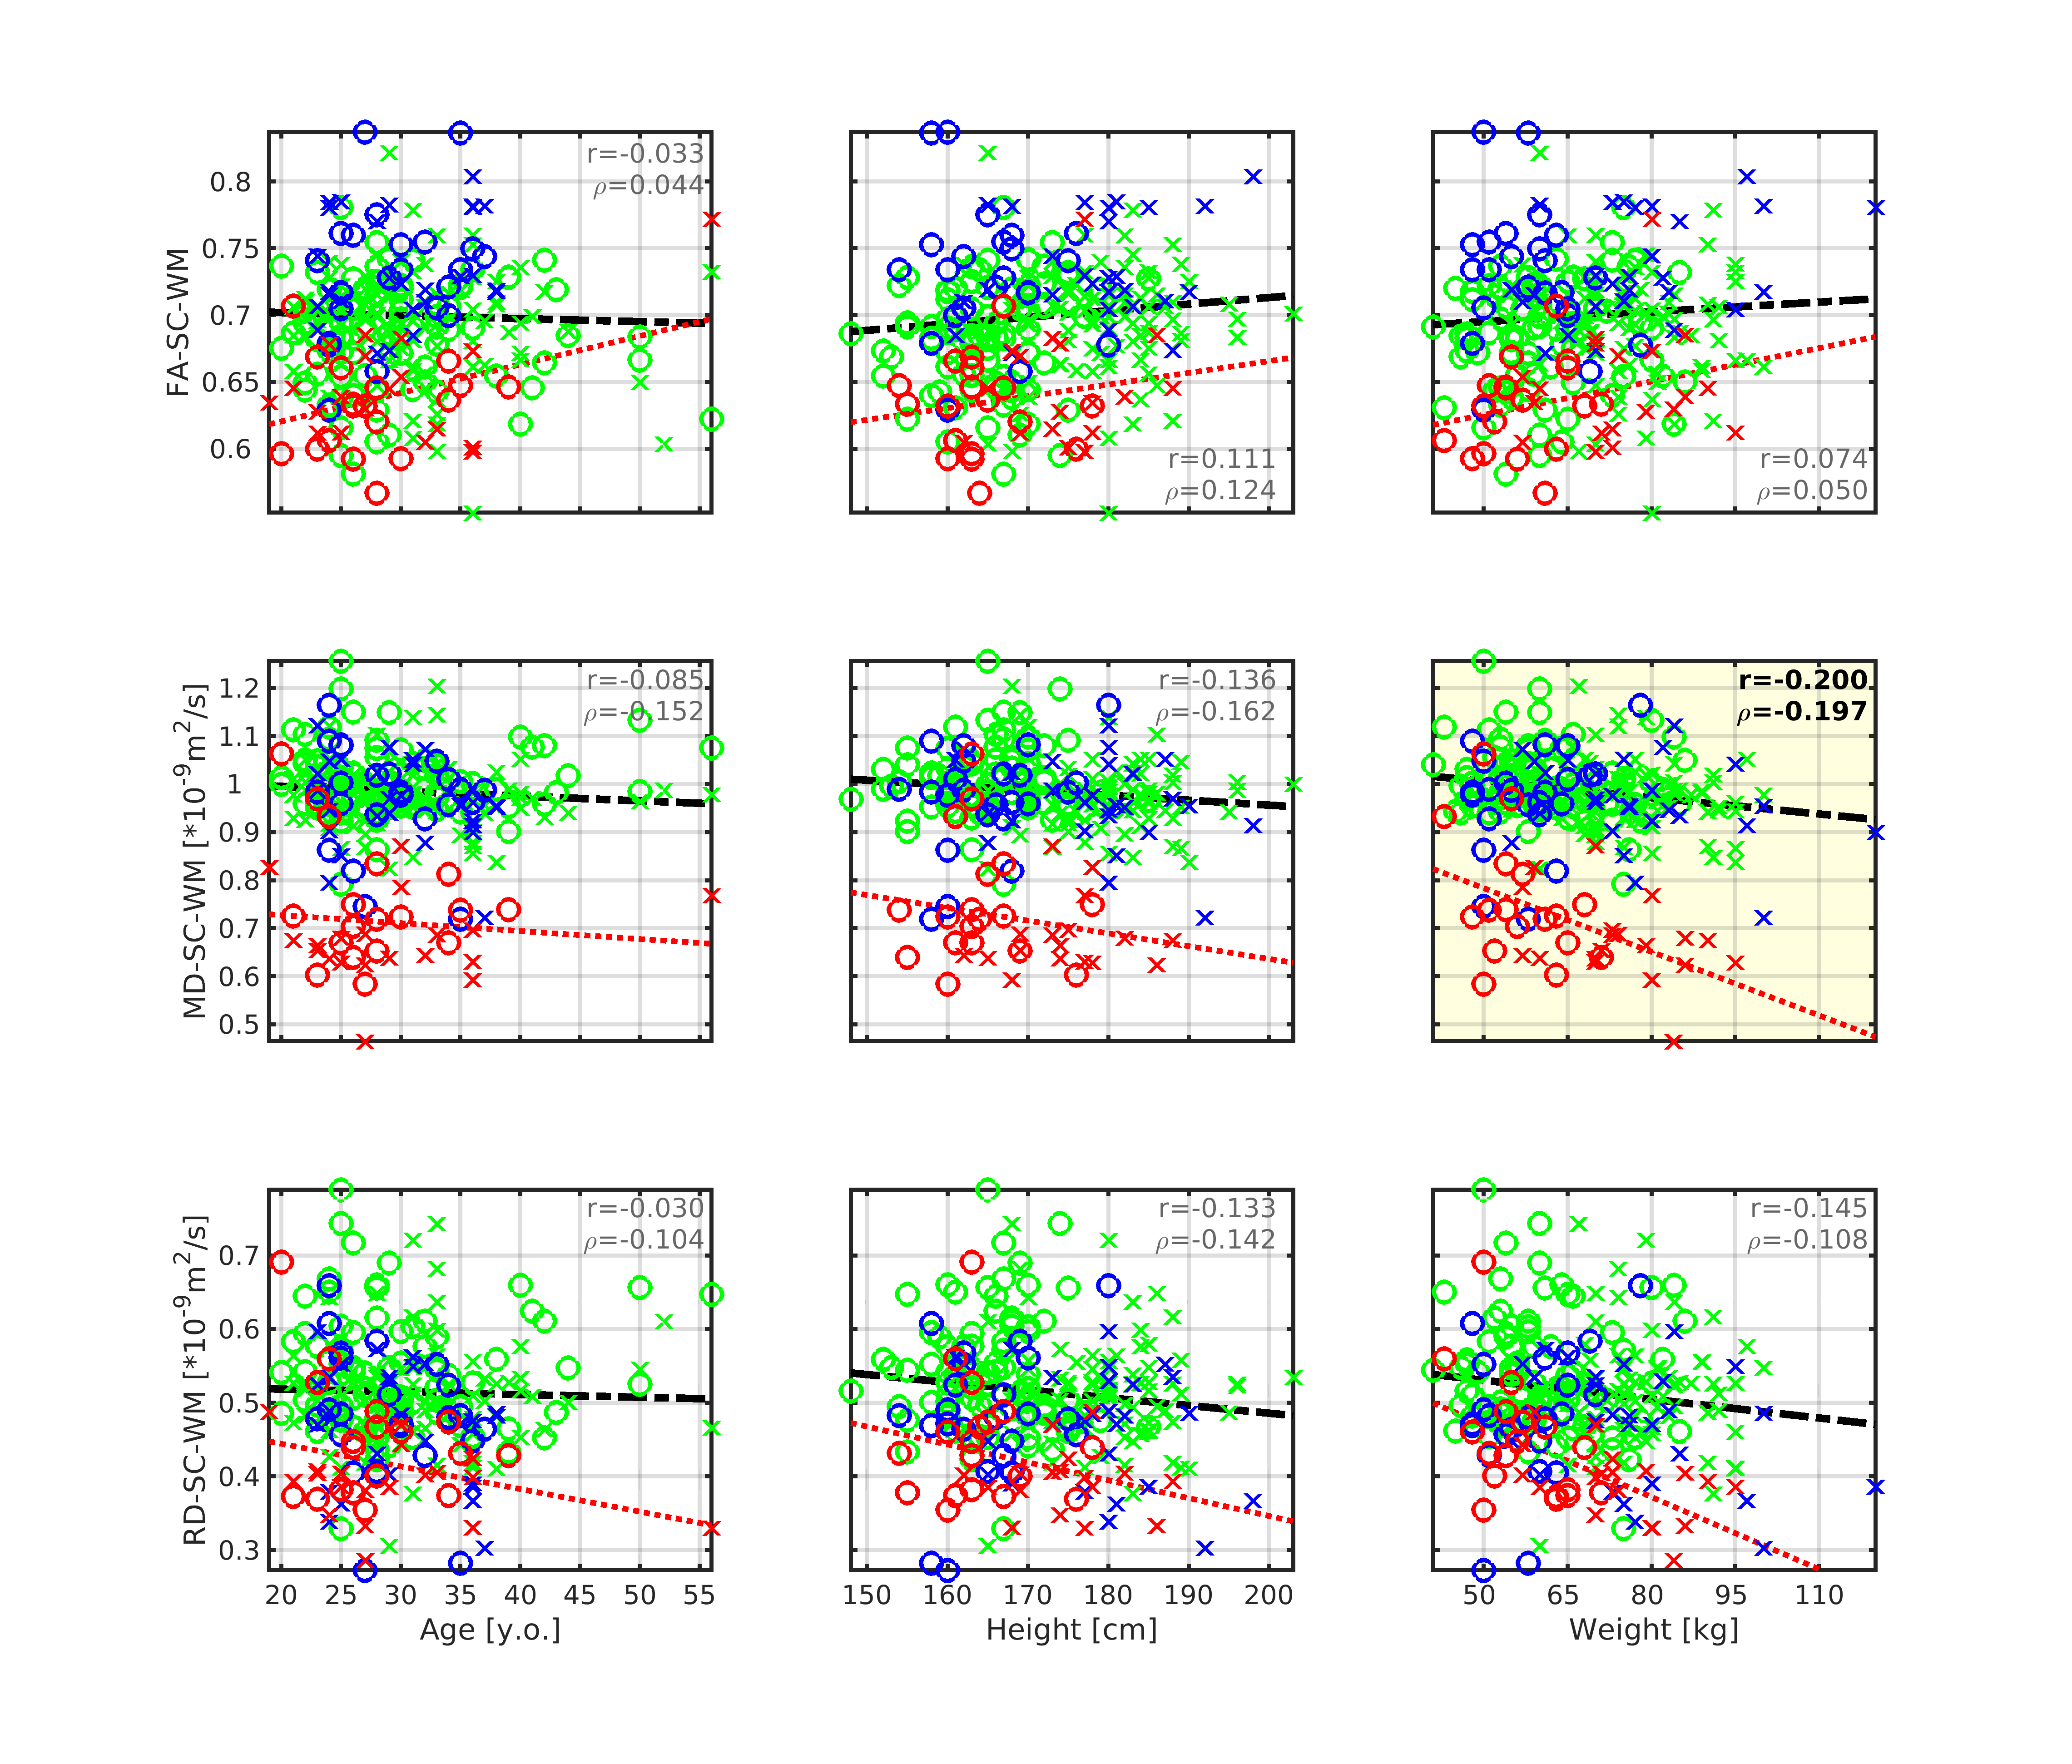 r=-0.033
ρ=0.044
0.8
0.75
0.7
0.65
0.6
FA-SC-WM
r=0.111
ρ=0.124
r=0.074
ρ=0.050
r=-0.085
ρ=-0.152
1.2
1.1
1
0.9
0.8
0.7
0.6
0.5
MD-SC-WM [*10⁻⁹m²/s]
r=-0.136
ρ=-0.162
r=-0.200
ρ=-0.197
r=-0.030
ρ=-0.104
0.7
0.6
0.5
0.4
0.3
RD-SC-WM [*10⁻⁹m²/s]
20 25 30 35 40 45 50 55
Age [y.o.]
r=-0.133
ρ=-0.142
150 160 170 180 190 200
Height [cm]
r=-0.145
ρ=-0.108
50 65 80 95 110
Weight [kg]